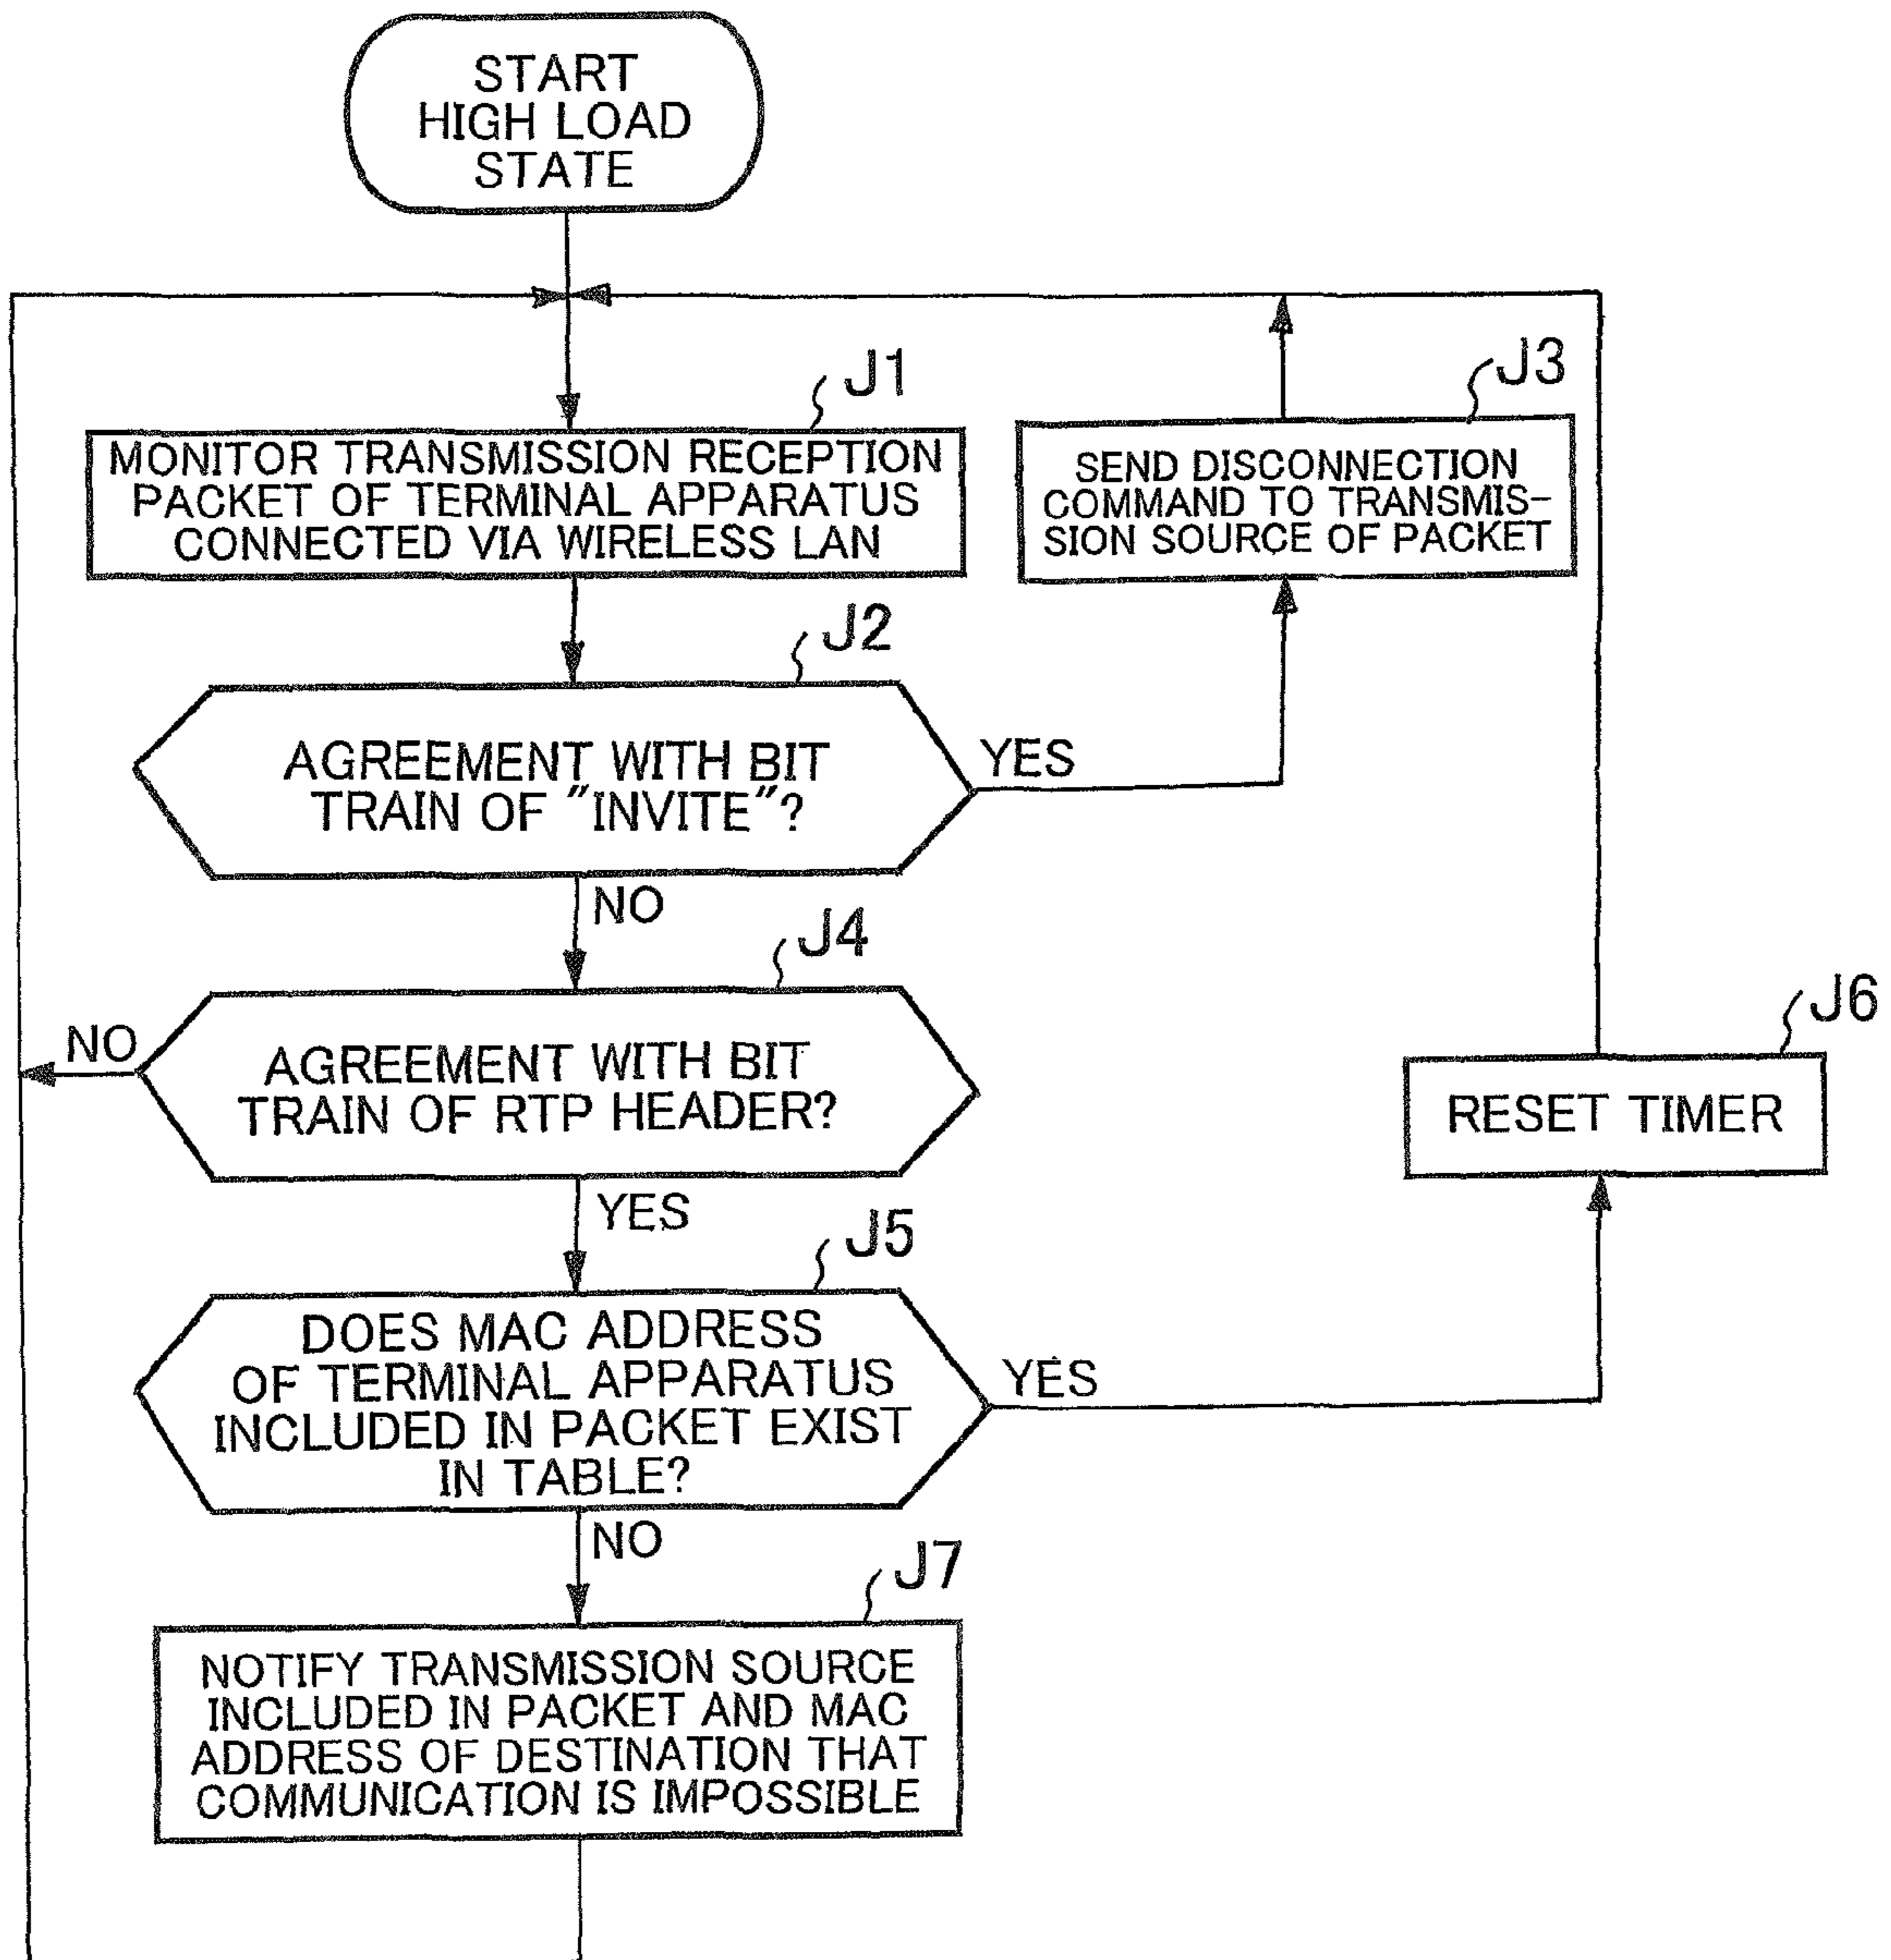 START
HIGH LOAD
STATE
J1
MONITOR TRANSMISSION RECEPTION
PACKET OF TERMINAL APPARATUS
CONNECTED VIA WIRELESS LAN
J3
SEND DISCONNECTION
COMMAND TO TRANSMIS-
SION SOURCE OF PACKET
J2
AGREEMENT WITH BIT
TRAIN OF "INVITE"?
YES
NO
J4
AGREEMENT WITH BIT
TRAIN OF RTP HEADER?
NO
YES
J6
RESET TIMER
J5
DOES MAC ADDRESS
OF TERMINAL APPARATUS
INCLUDED IN PACKET EXIST
IN TABLE?
YES
NO
J7
NOTIFY TRANSMISSION SOURCE
INCLUDED IN PACKET AND MAC
ADDRESS OF DESTINATION THAT
COMMUNICATION IS IMPOSSIBLE